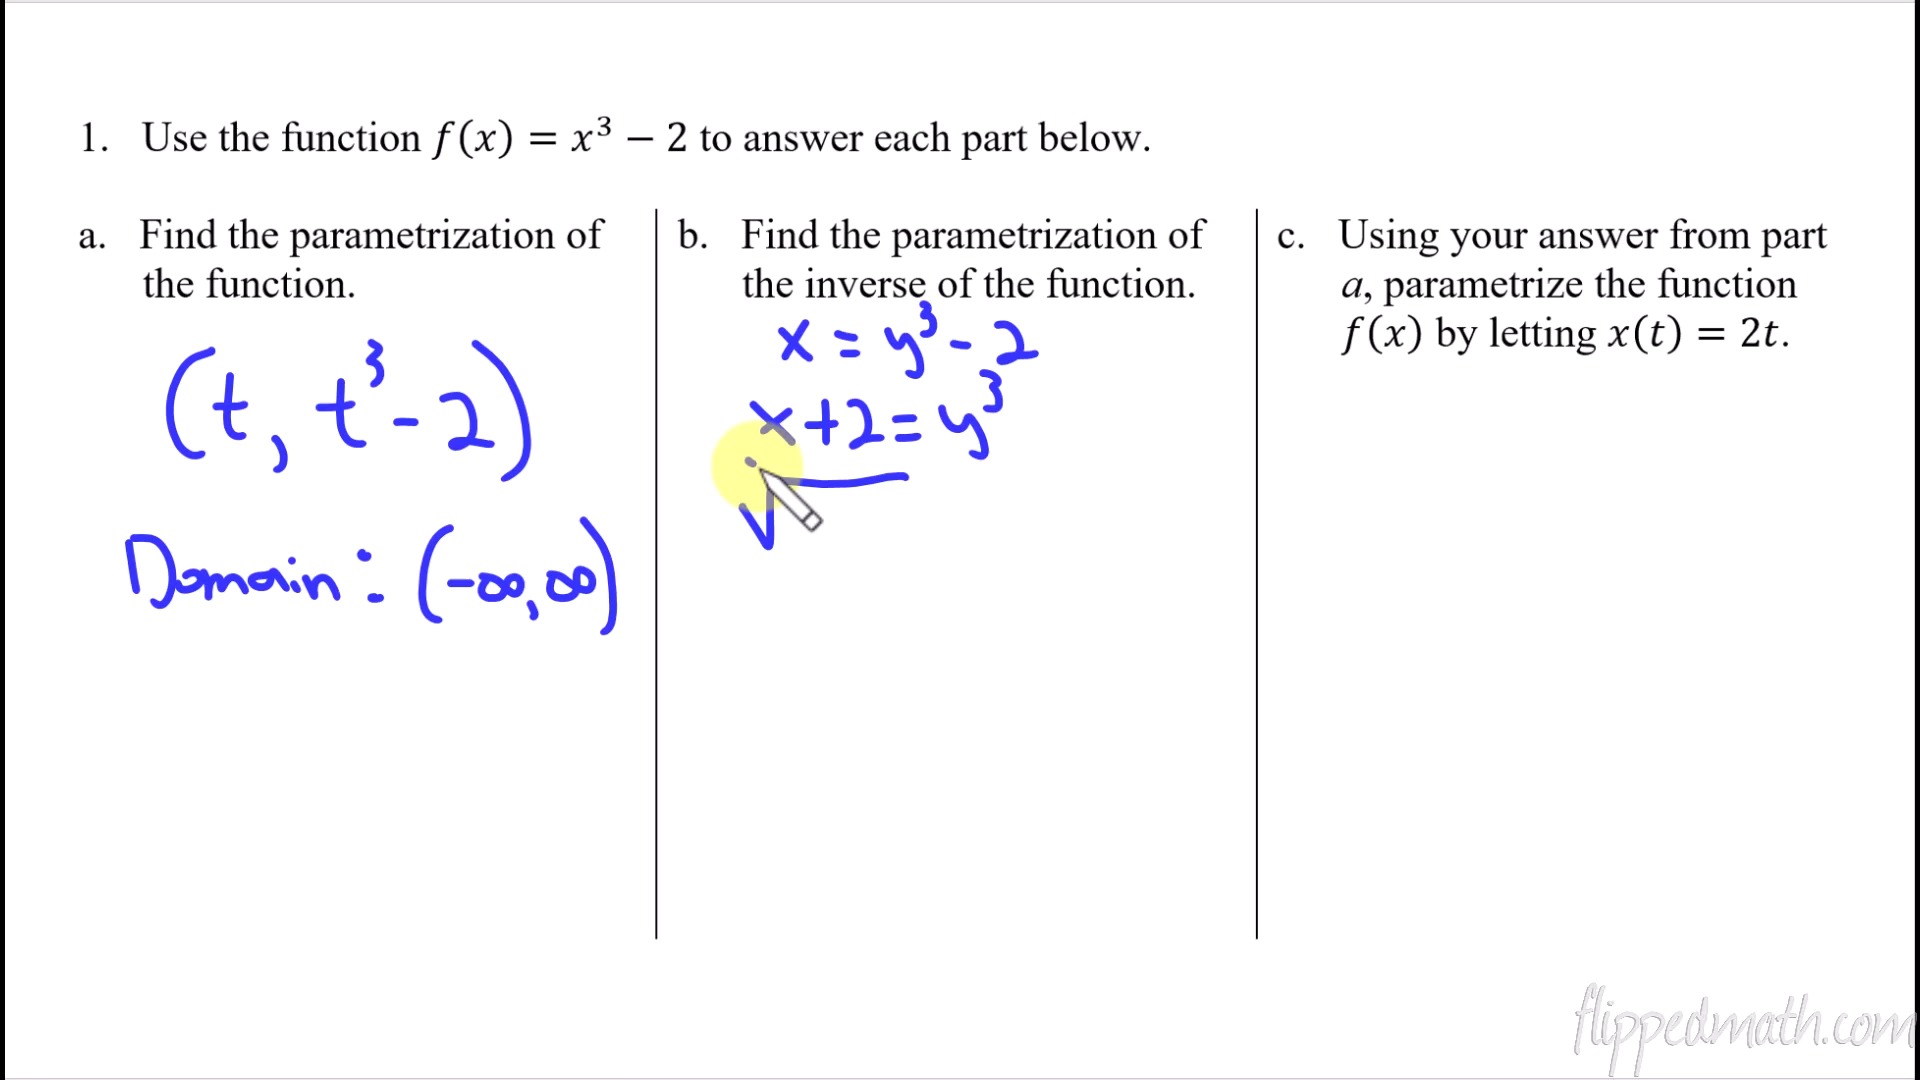 1. Use the function f(x) = x³ − 2 to answer each part below.
a. Find the parametrization of
the function.
(t, t³ - 2)
Domain: (-∞, ∞)
b. Find the parametrization of
the inverse of the function.
x = y³ - 2
x + 2 = y³
√
c. Using your answer from part
a, parametrize the function
f(x) by letting x(t) = 2t.
flippedmath.com